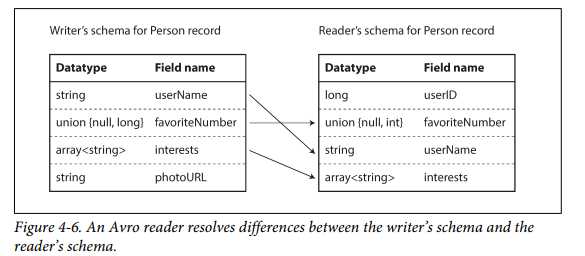 Writer's schema for Person record Reader's schema for Person record
Datatype Field name Datatype Field name
string userName long userID
union {null, long} favoriteNumber union {null, int} favoriteNumber
array<string> interests string userName
string photoURL array<string> interests
Figure 4-6. An Avro reader resolves differences between the writer's schema and the
reader's schema.